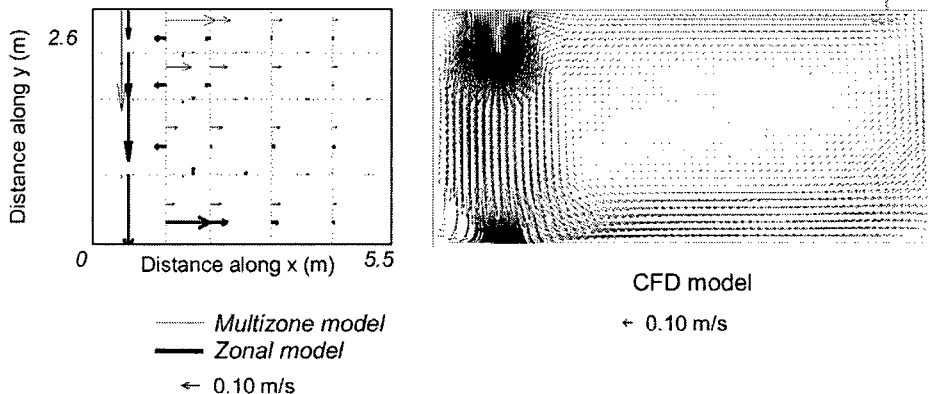 2.6
Distance along y (m)
0
Distance along x (m)
5.5
Multizone model
Zonal model
0.10 m/s
CFD model
0.10 m/s